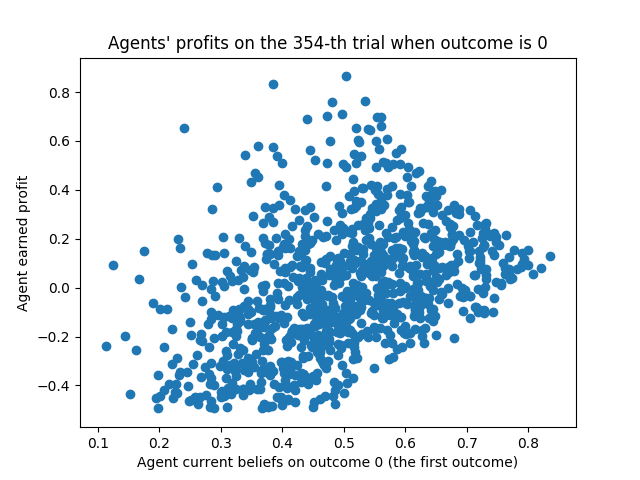 Agents' profits on the 354-th trial when outcome is 0
Agent earned profit
0.8
0.6
0.4
0.2
0.0
−0.2
−0.4
0.1 0.2 0.3 0.4 0.5 0.6 0.7 0.8
Agent current beliefs on outcome 0 (the first outcome)